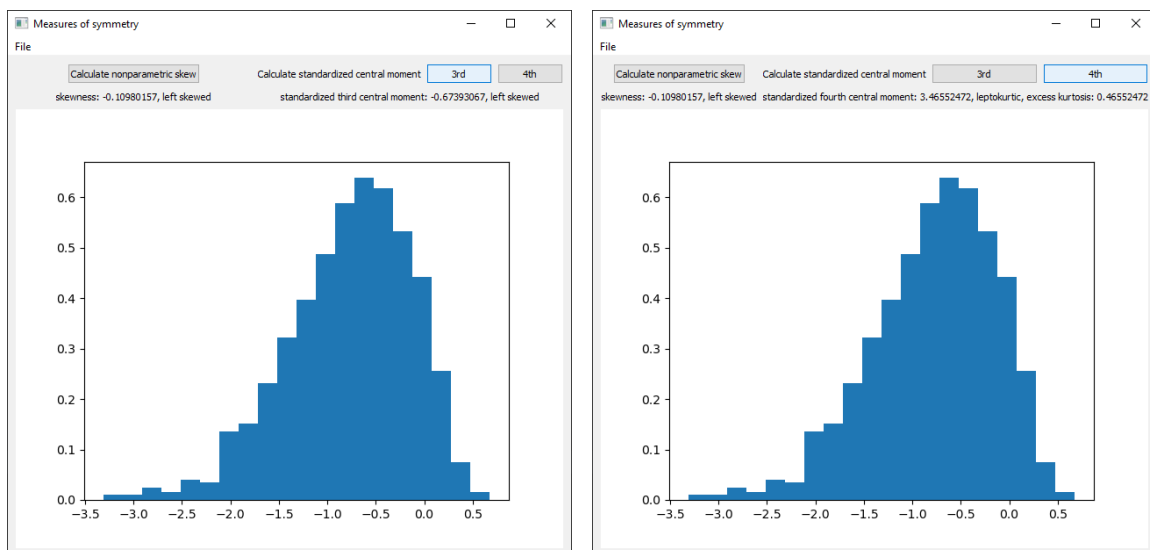 Measures of symmetry
File
Calculate nonparametric skew Calculate standardized central moment 3rd 4th
skewness: -0.10980157, left skewed standardized third central moment: -0.67393067, left skewed
0.6
0.5
0.4
0.3
0.2
0.1
0.0
-3.5 -3.0 -2.5 -2.0 -1.5 -1.0 -0.5 0.0 0.5
Measures of symmetry
File
Calculate nonparametric skew Calculate standardized central moment 3rd 4th
skewness: -0.10980157, left skewed standardized fourth central moment: 3.46552472, leptokurtic, excess kurtosis: 0.46552472
0.6
0.5
0.4
0.3
0.2
0.1
0.0
-3.5 -3.0 -2.5 -2.0 -1.5 -1.0 -0.5 0.0 0.5